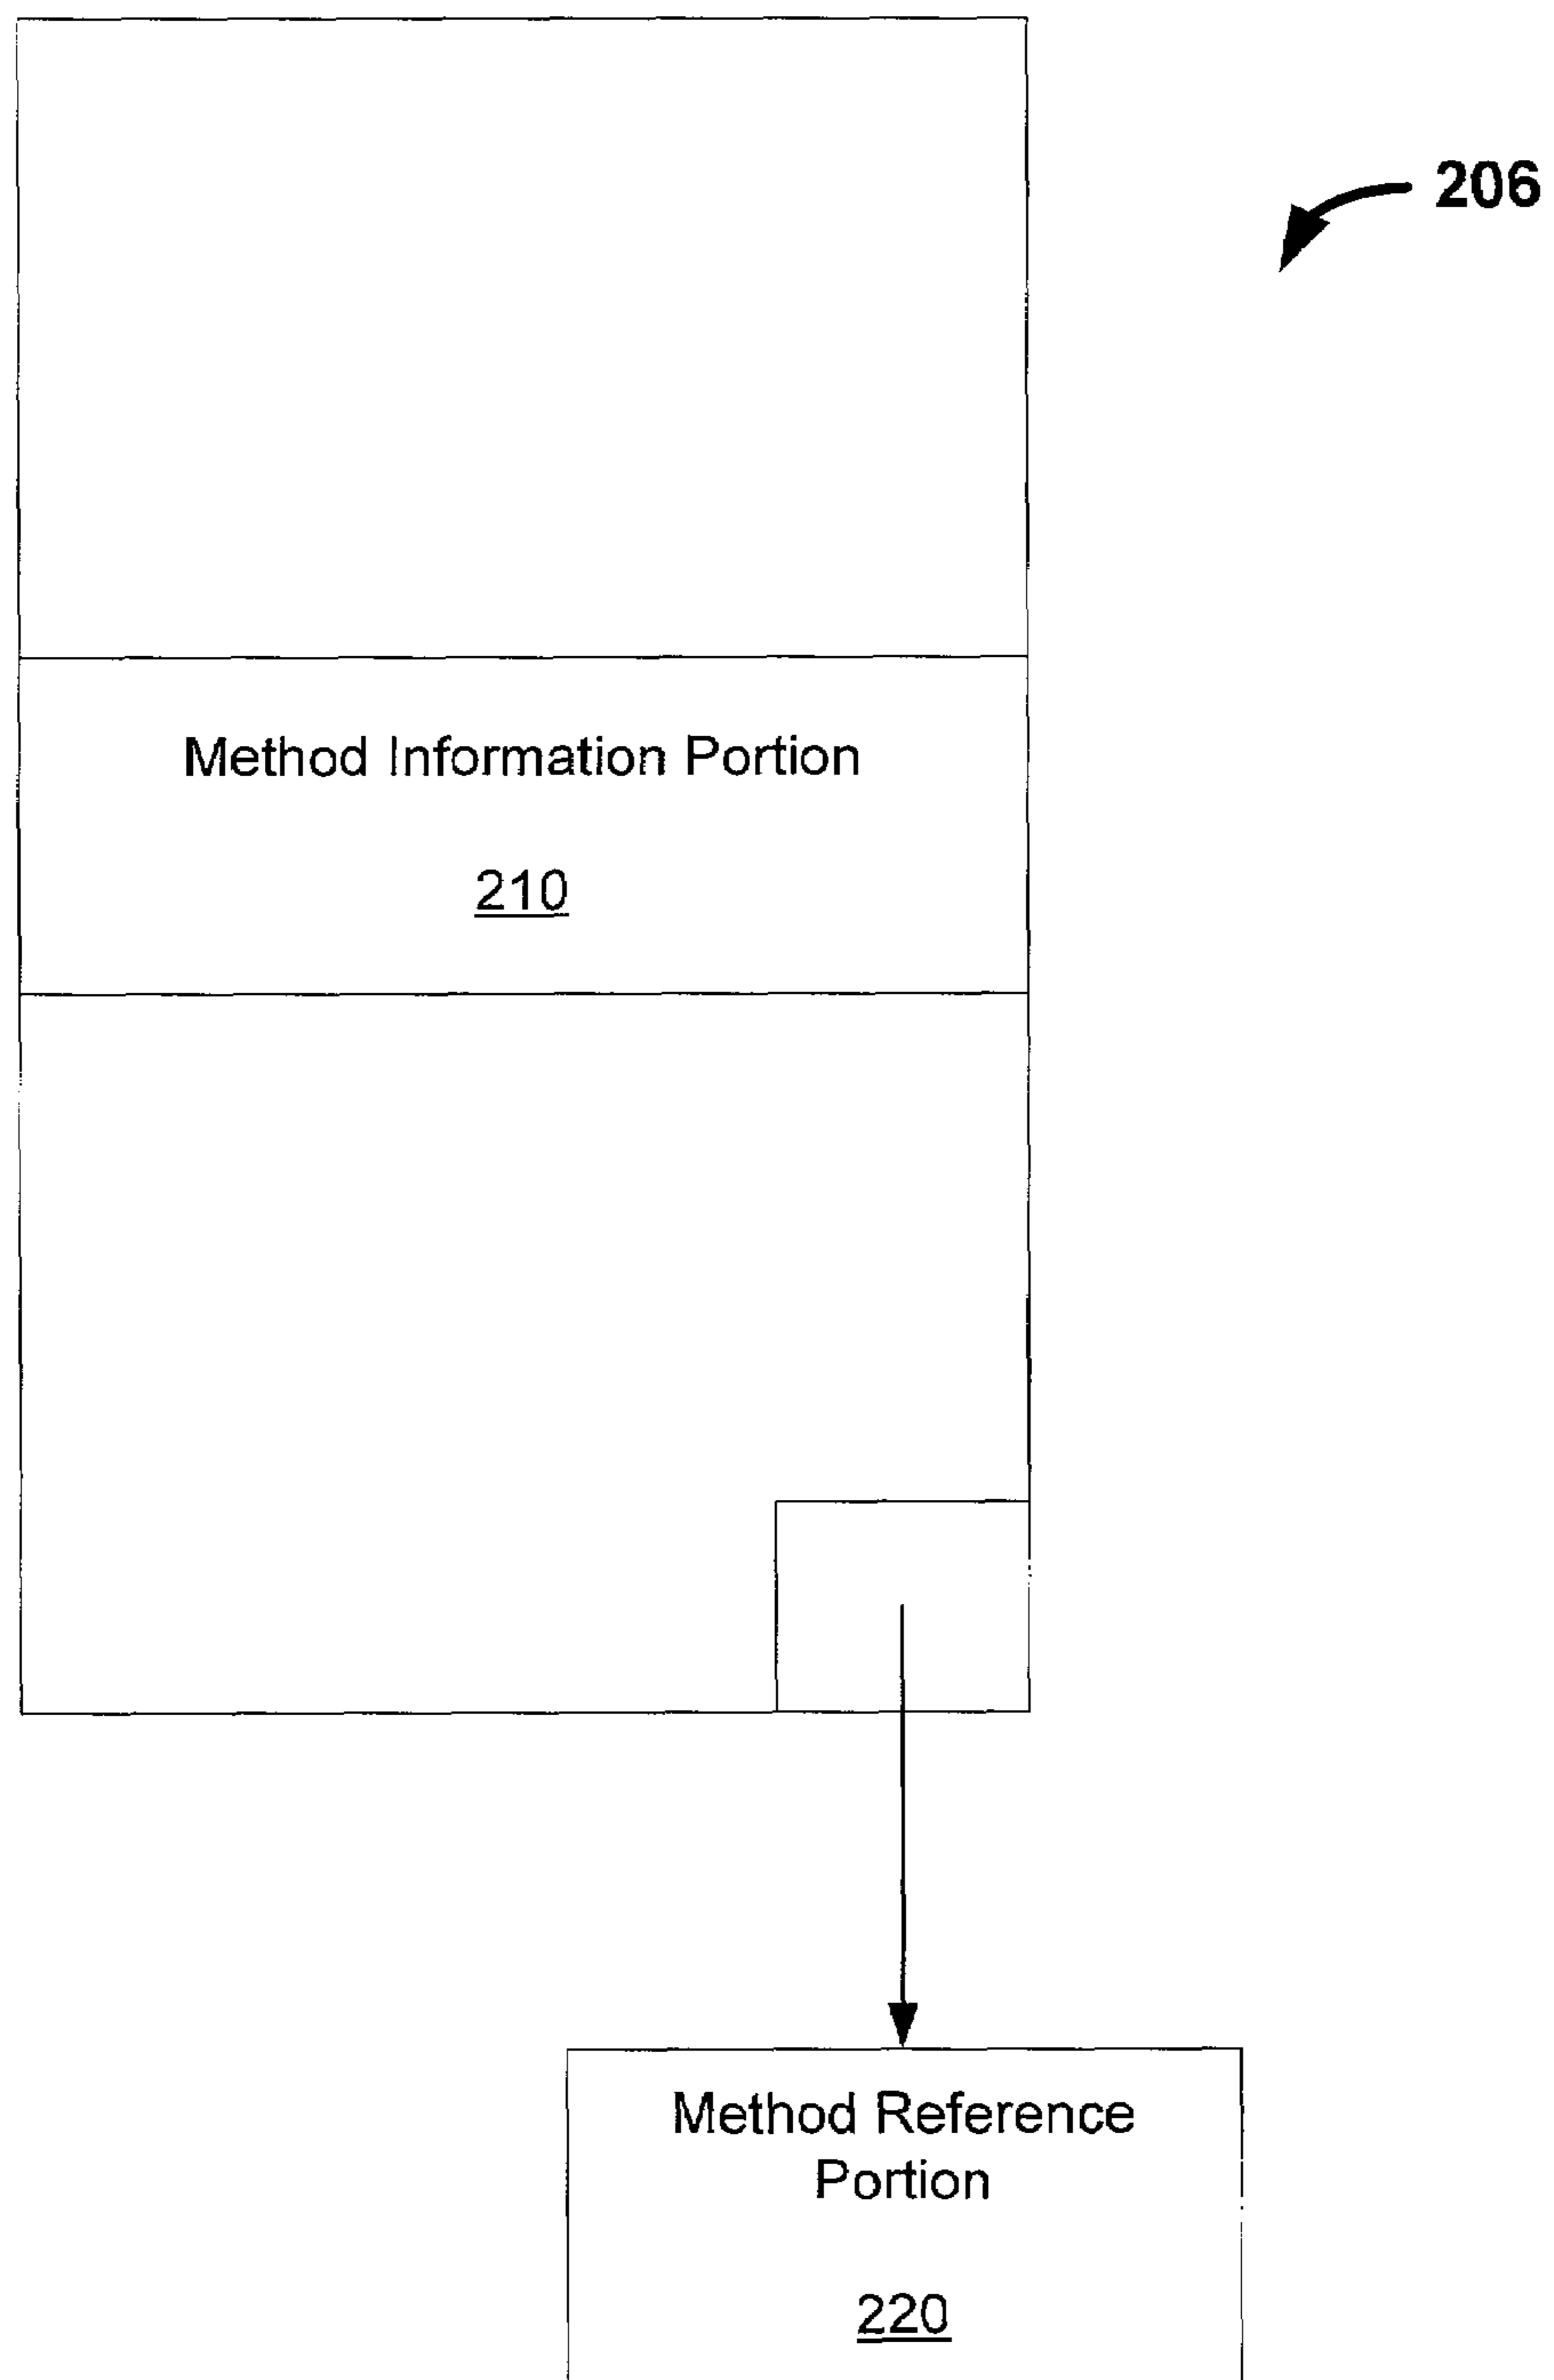 206
Method Information Portion
210
Method Reference
Portion
220